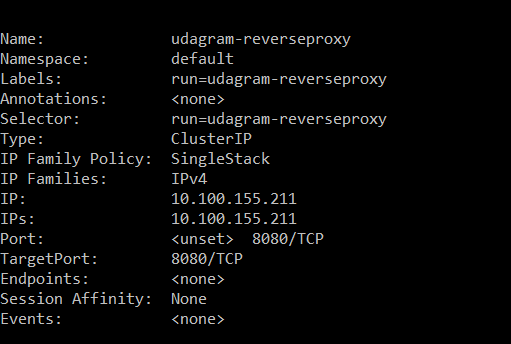 Name:              udagram-reverseproxy
Namespace:         default
Labels:            run=udagram-reverseproxy
Annotations:       <none>
Selector:          run=udagram-reverseproxy
Type:              ClusterIP
IP Family Policy:  SingleStack
IP Families:       IPv4
IP:                10.100.155.211
IPs:               10.100.155.211
Port:              <unset>  8080/TCP
TargetPort:        8080/TCP
Endpoints:         <none>
Session Affinity:  None
Events:            <none>